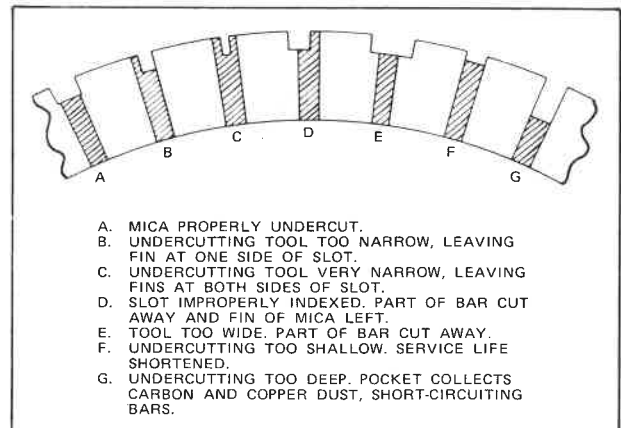 A B C D E F G
A. MICA PROPERLY UNDERCUT.
B. UNDERCUTTING TOOL TOO NARROW, LEAVING
FIN AT ONE SIDE OF SLOT.
C. UNDERCUTTING TOOL VERY NARROW, LEAVING
FINS AT BOTH SIDES OF SLOT.
D. SLOT IMPROPERLY INDEXED. PART OF BAR CUT
AWAY AND FIN OF MICA LEFT.
E. TOOL TOO WIDE. PART OF BAR CUT AWAY.
F. UNDERCUTTING TOO SHALLOW. SERVICE LIFE
SHORTENED.
G. UNDERCUTTING TOO DEEP. POCKET COLLECTS
CARBON AND COPPER DUST, SHORT-CIRCUITING
BARS.